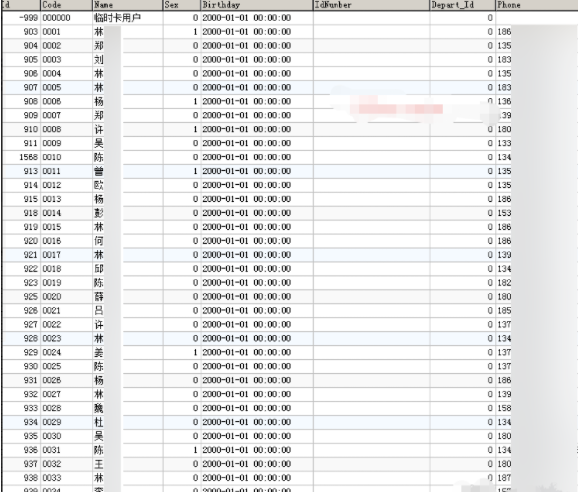 Id Code Name Sex Birthday IdNumber Depart_Id Phone
-999 000000 临时卡用户 0 2000-01-01 00:00:00 0
903 0001 林 1 2000-01-01 00:00:00 0 186
904 0002 郑 0 2000-01-01 00:00:00 0 135
905 0003 刘 0 2000-01-01 00:00:00 0 183
906 0004 林 0 2000-01-01 00:00:00 0 135
907 0005 林 0 2000-01-01 00:00:00 0 183
908 0006 杨 1 2000-01-01 00:00:00 0 136
909 0007 郑 0 2000-01-01 00:00:00 139
910 0008 许 1 2000-01-01 00:00:00 0 180
911 0009 吴 0 2000-01-01 00:00:00 0 133
1568 0010 陈 0 2000-01-01 00:00:00 0 134
913 0011 曾 1 2000-01-01 00:00:00 0 135
914 0012 欧 0 2000-01-01 00:00:00 0 135
915 0013 杨 0 2000-01-01 00:00:00 0 186
918 0014 彭 0 2000-01-01 00:00:00 0 153
919 0015 林 0 2000-01-01 00:00:00 0 186
920 0016 何 0 2000-01-01 00:00:00 0 186
921 0017 林 0 2000-01-01 00:00:00 0 139
922 0018 邱 0 2000-01-01 00:00:00 0 134
923 0019 陈 0 2000-01-01 00:00:00 0 182
925 0020 薛 0 2000-01-01 00:00:00 0 180
926 0021 吕 0 2000-01-01 00:00:00 0 185
927 0022 许 0 2000-01-01 00:00:00 0 137
928 0023 林 0 2000-01-01 00:00:00 0 134
929 0024 姜 1 2000-01-01 00:00:00 0 137
930 0025 陈 0 2000-01-01 00:00:00 0 137
931 0026 杨 0 2000-01-01 00:00:00 0 186
932 0027 林 0 2000-01-01 00:00:00 0 139
933 0028 魏 0 2000-01-01 00:00:00 0 158
934 0029 杜 0 2000-01-01 00:00:00 0 134
935 0030 吴 0 2000-01-01 00:00:00 0 180
936 0031 陈 1 2000-01-01 00:00:00 0 134
937 0032 王 0 2000-01-01 00:00:00 0 180
938 0033 林 0 2000-01-01 00:00:00 0 187
939 0034 李 0 2000-01-01 00:00:00